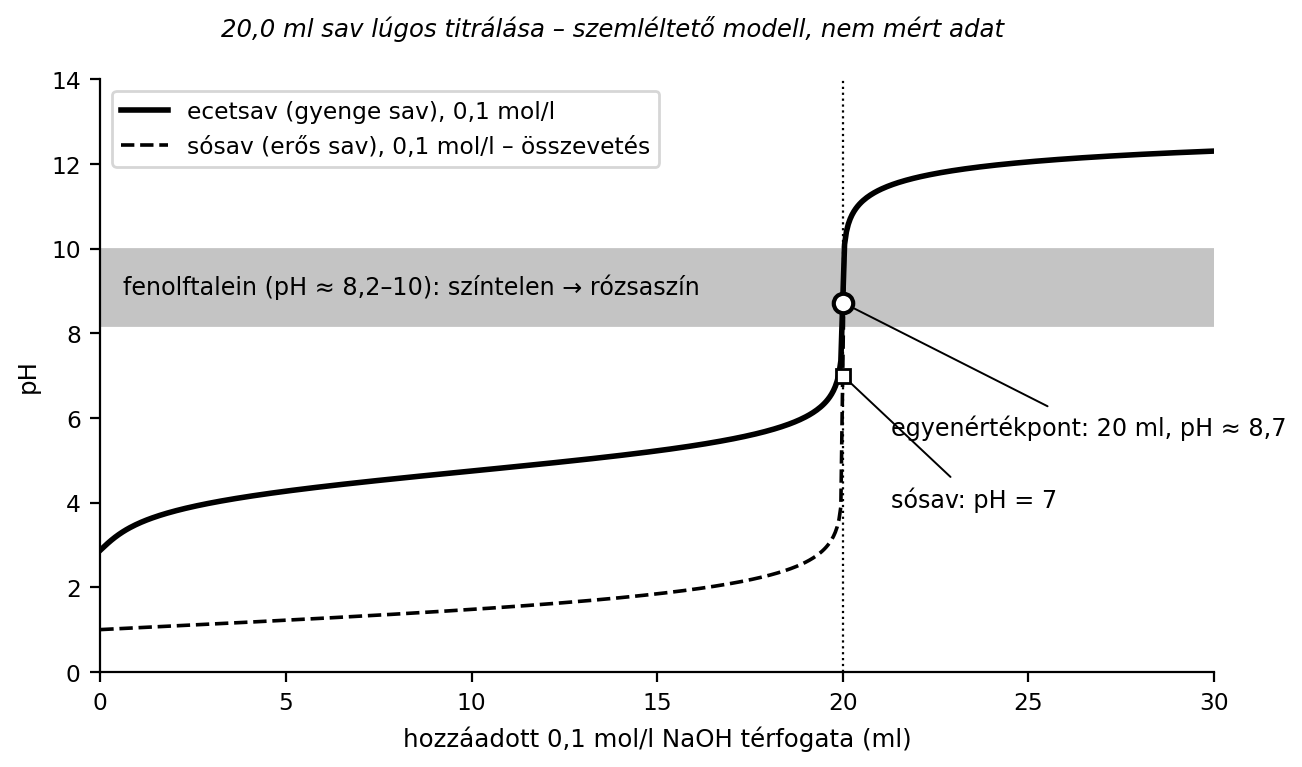 20,0 ml sav lúgos titrálása – szemléltető modell, nem mért adat
14
12
10
8
6
4
2
0
pH
ecetsav (gyenge sav), 0,1 mol/l
sósav (erős sav), 0,1 mol/l – összevetés
fenolftalein (pH ≈ 8,2–10): színtelen → rózsaszín
egyenértékpont: 20 ml, pH ≈ 8,7
sósav: pH = 7
0 5 10 15 20 25 30
hozzáadott 0,1 mol/l NaOH térfogata (ml)